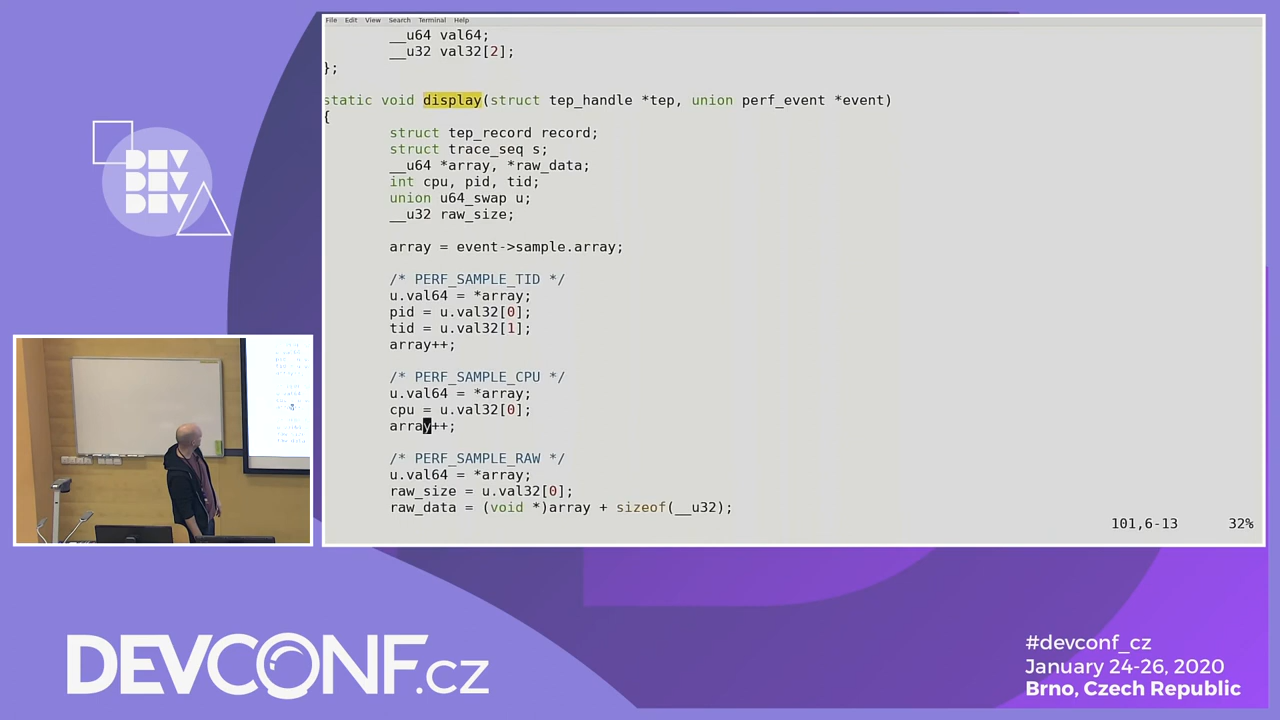 File Edit View Search Terminal Help
__u64 val64;
__u32 val32[2];
};
static void display(struct tep_handle *tep, union perf_event *event)
{
struct tep_record record;
struct trace_seq s;
__u64 *array, *raw_data;
int cpu, pid, tid;
union u64_swap u;
__u32 raw_size;
array = event->sample.array;
/* PERF_SAMPLE_TID */
u.val64 = *array;
pid = u.val32[0];
tid = u.val32[1];
array++;
/* PERF_SAMPLE_CPU */
u.val64 = *array;
cpu = u.val32[0];
array++;
/* PERF_SAMPLE_RAW */
u.val64 = *array;
raw_size = u.val32[0];
raw_data = (void *)array + sizeof(__u32);
101,6-13 32%
DEV
DEV
DEV
DEVCONF.cz
#devconf_cz
January 24-26, 2020
Brno, Czech Republic